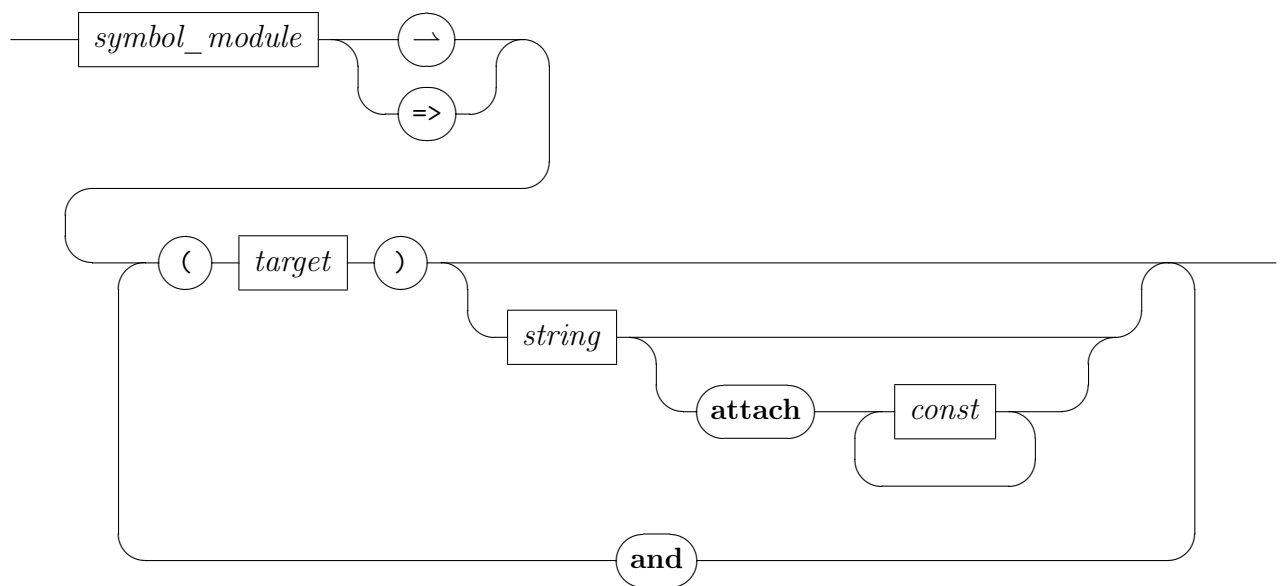 symbol_module ⇀
=>
( target )
string
attach const
and